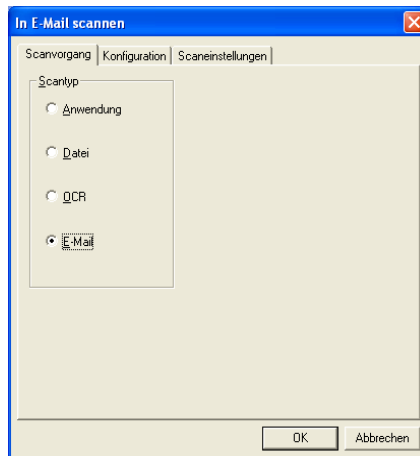 In E-Mail scannen
Scanvorgang Konfiguration Scaneinstellungen
Scantyp
Anwendung
Datei
OCR
E-Mail
OK Abbrechen